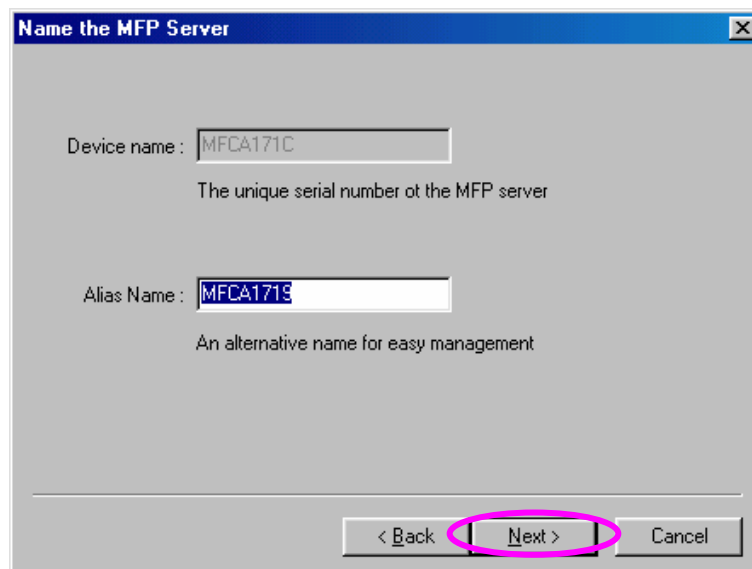 Name the MFP Server
Device name : MFCA171C
The unique serial number ot the MFP server
Alias Name : MFCA171S
An alternative name for easy management
< Back
Next >
Cancel